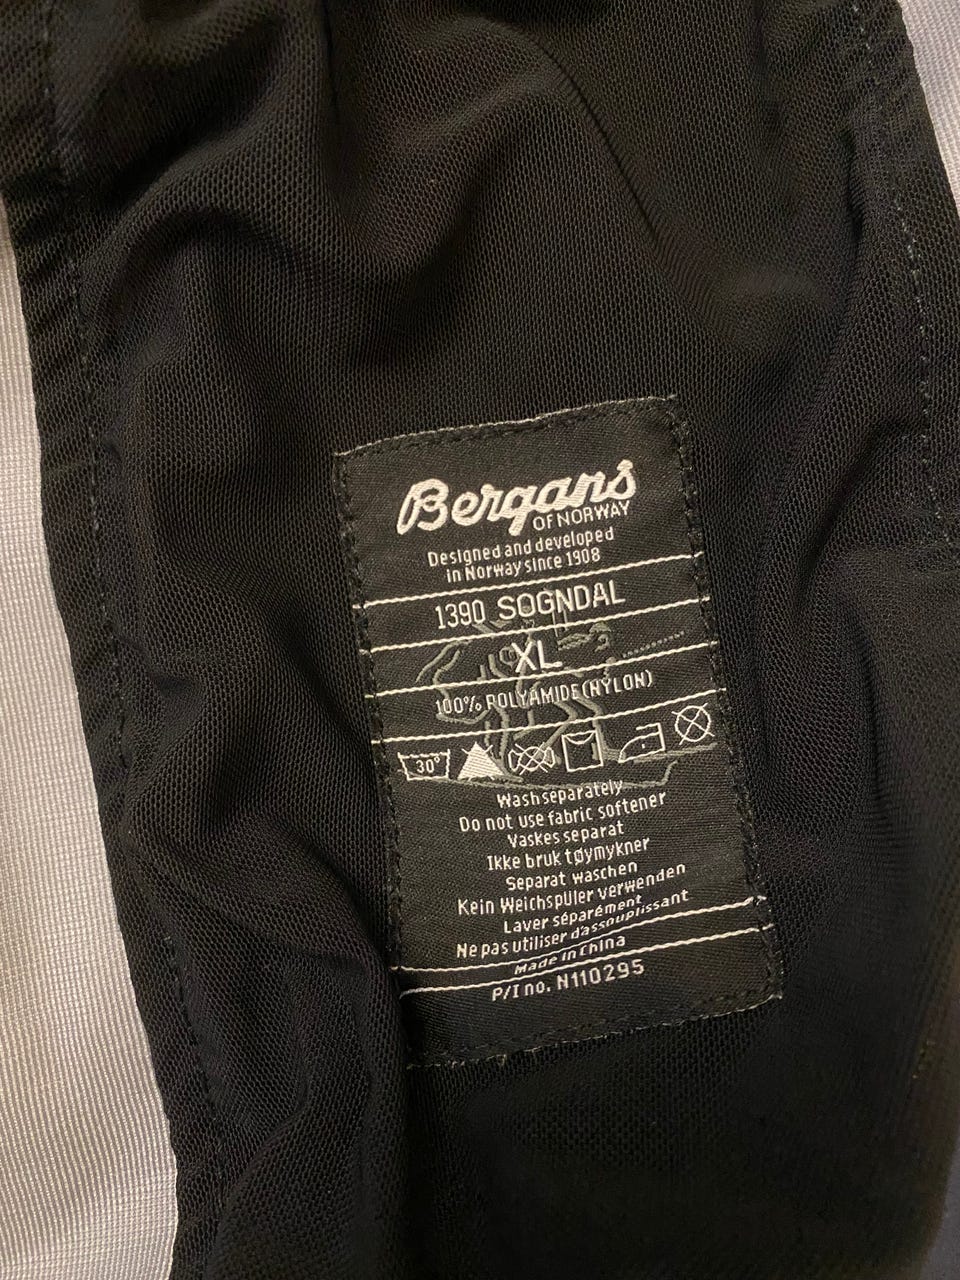 Bergans
OF NORWAY
Designed and developed
in Norway since 1908
1390 SOGNDAL
XL
100% POLYAMIDE (NYLON)
30°
Wash separately
Do not use fabric softener
Vaskes separat
Ikke bruk tøymykner
Separat waschen
Kein Weichspüler verwenden
Laver séparément
Ne pas utiliser d'assouplissant
Made in China
P/I no. N110295